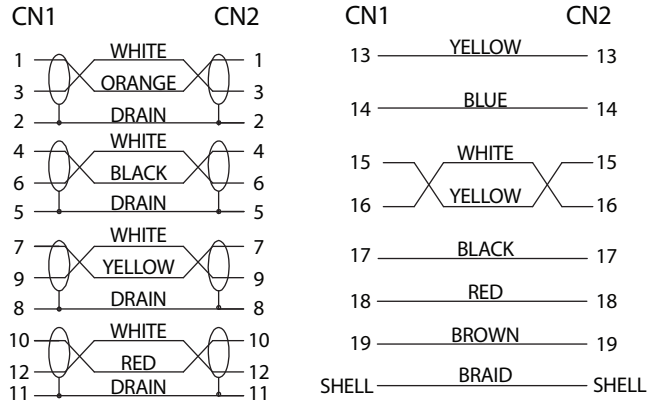 CN1 CN2
1 WHITE 1
3 ORANGE 3
2 DRAIN 2
4 WHITE 4
6 BLACK 6
5 DRAIN 5
7 WHITE 7
9 YELLOW 9
8 DRAIN 8
10 WHITE 10
12 RED 12
11 DRAIN 11
CN1 CN2
13 YELLOW 13
14 BLUE 14
15 WHITE 15
16 YELLOW 16
17 BLACK 17
18 RED 18
19 BROWN 19
SHELL BRAID SHELL